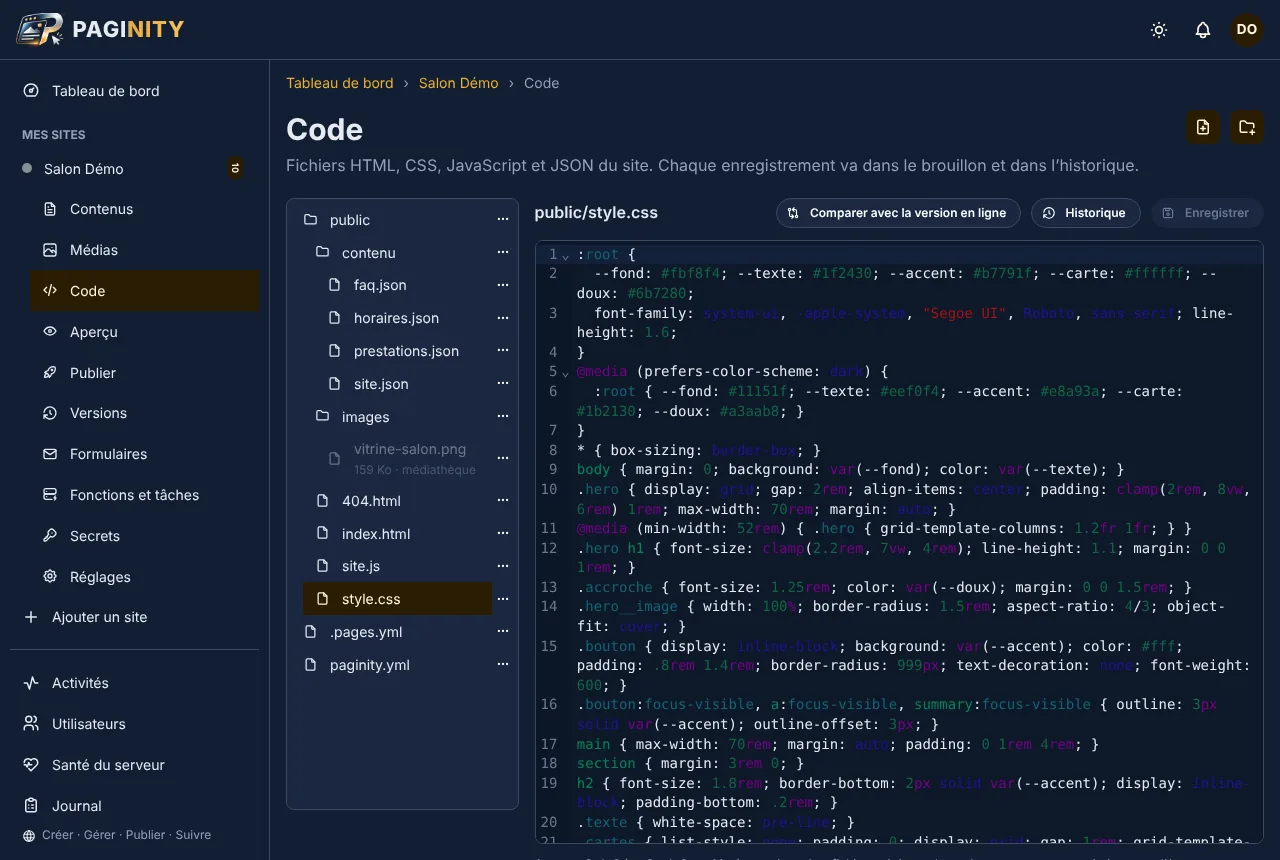 PAGINITY
DO
Tableau de bord
MES SITES
Salon Démo
10
Contenus
Médias
Code
Aperçu
Publier
Versions
Formulaires
Fonctions et tâches
Secrets
Réglages
Ajouter un site
Activités
Utilisateurs
Santé du serveur
Journal
Créer · Gérer · Publier · Suivre
Tableau de bord › Salon Démo › Code
Code
Fichiers HTML, CSS, JavaScript et JSON du site. Chaque enregistrement va dans le brouillon et dans l’historique.
public
contenu
faq.json
horaires.json
prestations.json
site.json
images
vitrine-salon.png
159 Ko · médiathèque
404.html
index.html
site.js
style.css
.pages.yml
paginity.yml
public/style.css
Comparer avec la version en ligne
Historique
Enregistrer
1 :root {
2   --fond: #fbf8f4; --texte: #1f2430; --accent: #b7791f; --carte: #ffffff; --
doux: #6b7280;
3   font-family: system-ui, -apple-system, "Segoe UI", Roboto, sans-serif; line-
height: 1.6;
4 }
5 @media (prefers-color-scheme: dark) {
6   :root { --fond: #11151f; --texte: #eef0f4; --accent: #e8a93a; --carte:
#1b2130; --doux: #a3aab8; }
7 }
8 * { box-sizing: border-box; }
9 body { margin: 0; background: var(--fond); color: var(--texte); }
10 .hero { display: grid; gap: 2rem; align-items: center; padding: clamp(2rem, 8vw,
6rem) 1rem; max-width: 70rem; margin: auto; }
11 @media (min-width: 52rem) { .hero { grid-template-columns: 1.2fr 1fr; } }
12 .hero h1 { font-size: clamp(2.2rem, 7vw, 4rem); line-height: 1.1; margin: 0 0
1rem; }
13 .accroche { font-size: 1.25rem; color: var(--doux); margin: 0 0 1.5rem; }
14 .hero__image { width: 100%; border-radius: 1.5rem; aspect-ratio: 4/3; object-
fit: cover; }
15 .bouton { display: inline-block; background: var(--accent); color: #fff;
padding: .8rem 1.4rem; border-radius: 999px; text-decoration: none; font-weight:
600; }
16 .bouton:focus-visible, a:focus-visible, summary:focus-visible { outline: 3px
solid var(--accent); outline-offset: 3px; }
17 main { max-width: 70rem; margin: auto; padding: 0 1rem 4rem; }
18 section { margin: 3rem 0; }
19 h2 { font-size: 1.8rem; border-bottom: 2px solid var(--accent); display: inline-
block; padding-bottom: .2rem; }
20 .texte { white-space: pre-line; }
21 .cartes { list-style: none; padding: 0; display: grid; gap: 1rem; grid-template-